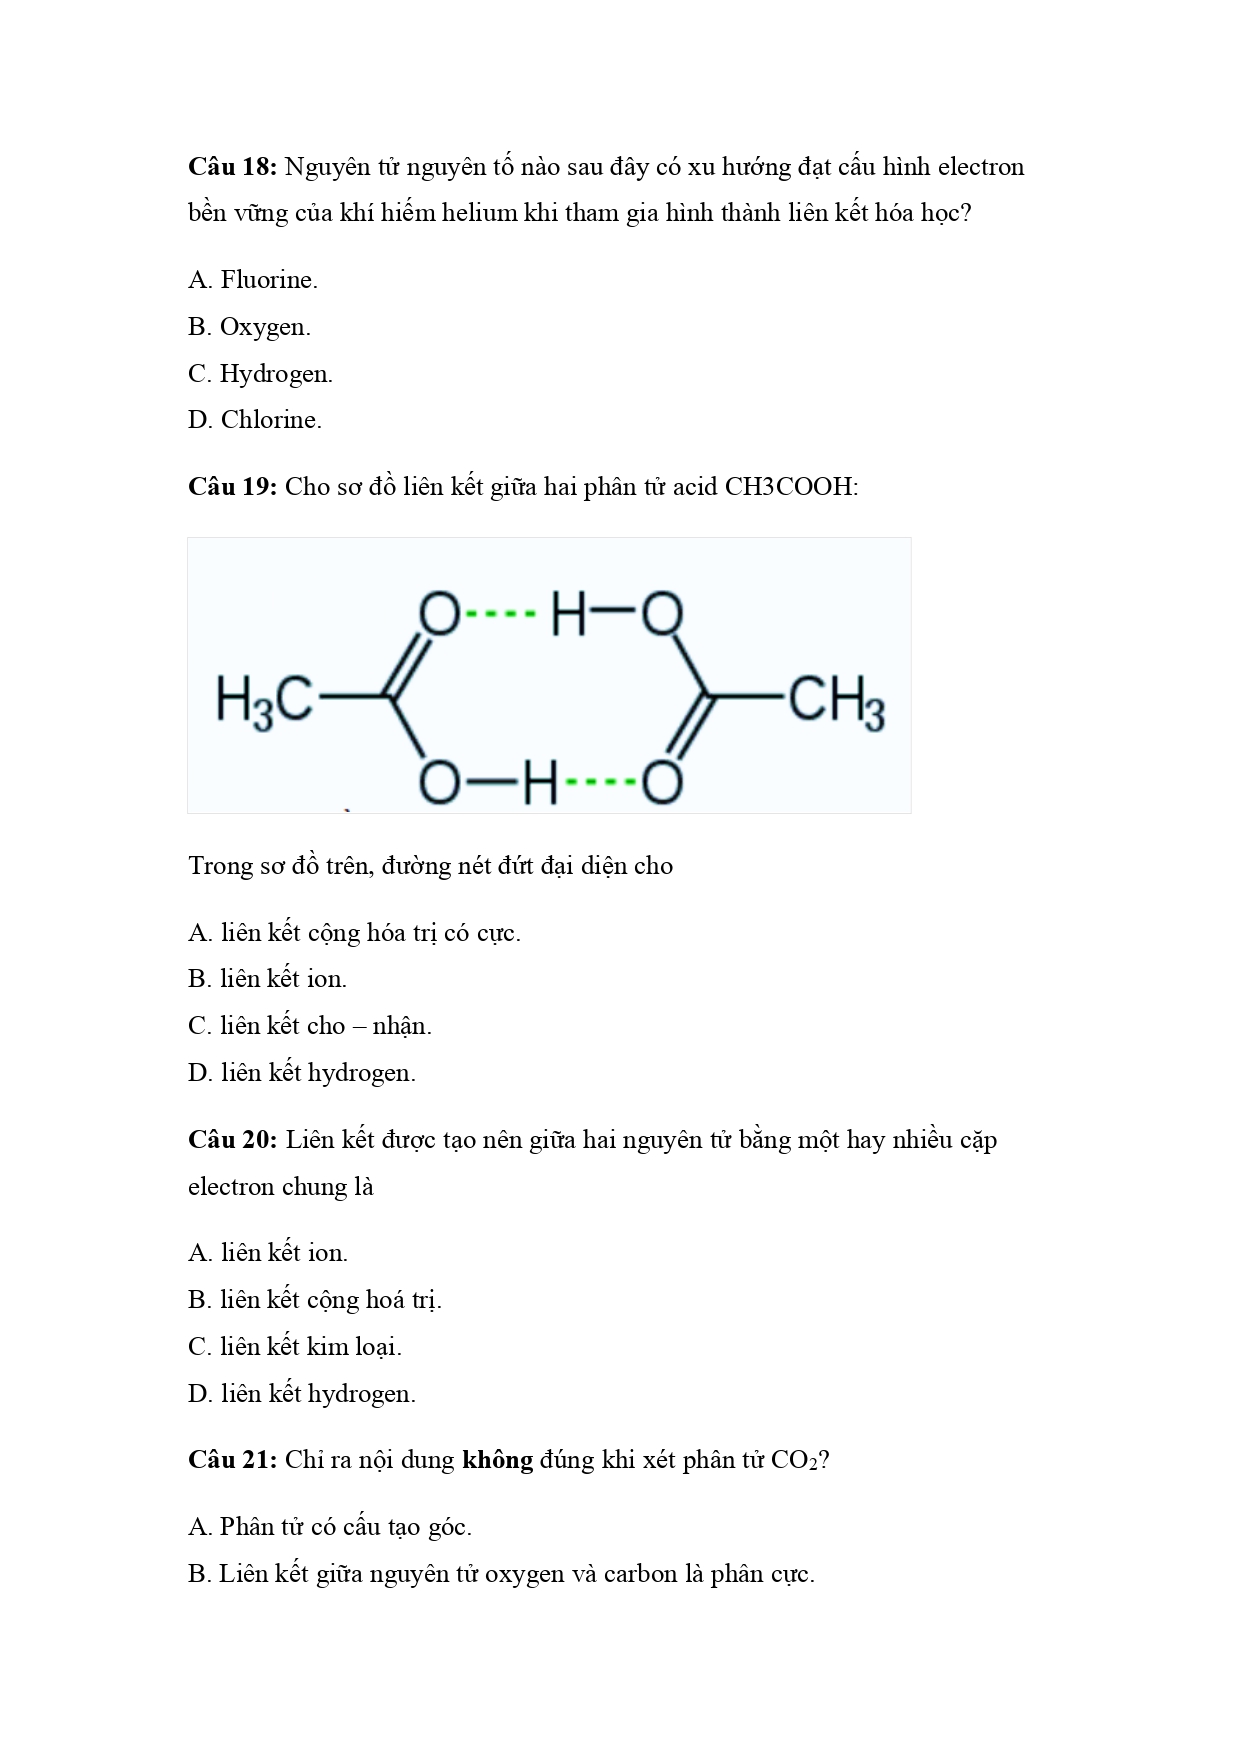 Câu 18: Nguyên tử nguyên tố nào sau đây có xu hướng đạt cấu hình electron
bền vững của khí hiếm helium khi tham gia hình thành liên kết hóa học?
A. Fluorine.
B. Oxygen.
C. Hydrogen.
D. Chlorine.
Câu 19: Cho sơ đồ liên kết giữa hai phân tử acid CH3COOH:
O H O
H₃C CH₃
O H O
Trong sơ đồ trên, đường nét đứt đại diện cho
A. liên kết cộng hóa trị có cực.
B. liên kết ion.
C. liên kết cho – nhận.
D. liên kết hydrogen.
Câu 20: Liên kết được tạo nên giữa hai nguyên tử bằng một hay nhiều cặp
electron chung là
A. liên kết ion.
B. liên kết cộng hoá trị.
C. liên kết kim loại.
D. liên kết hydrogen.
Câu 21: Chỉ ra nội dung không đúng khi xét phân tử CO₂?
A. Phân tử có cấu tạo góc.
B. Liên kết giữa nguyên tử oxygen và carbon là phân cực.